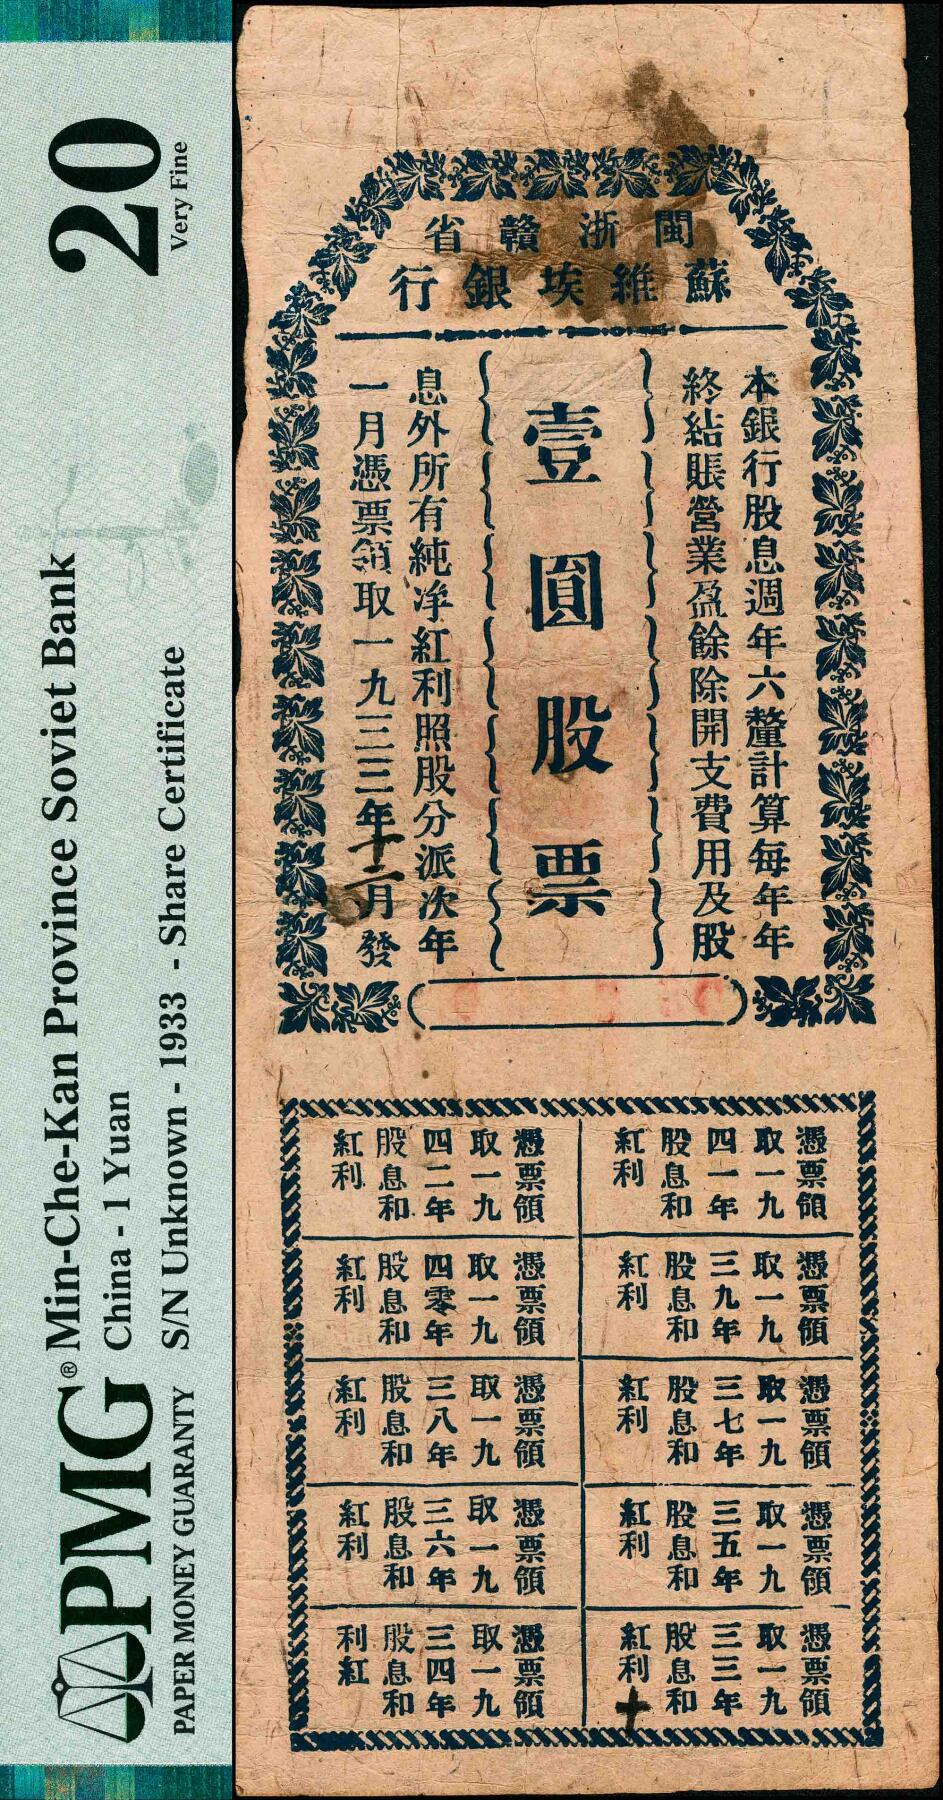 PMG®
PAPER MONEY GUARANTY
Min-Che-Kan Province Soviet Bank
China - 1 Yuan
S/N Unknown - 1933 - Share Certificate
20
Very Fine
閩浙贛省
蘇維埃銀行
本銀行股息週年六釐計算每年年
終結賬營業盈餘除開支費用及股
壹圓股票
息外所有純淨紅利照股分派次年
一月憑票領取一九三三年十二月發
憑票領
取一九
四一年
股息和
紅利
憑票領
取一九
四二年
股息和
紅利
憑票領
取一九
三九年
股息和
紅利
憑票領
取一九
四零年
股息和
紅利
憑票領
取一九
三七年
股息和
紅利
憑票領
取一九
三八年
股息和
紅利
憑票領
取一九
三五年
股息和
紅利
憑票領
取一九
三六年
股息和
紅利
憑票領
取一九
三三年
股息和
紅利
憑票領
取一九
三四年
股息和
利紅